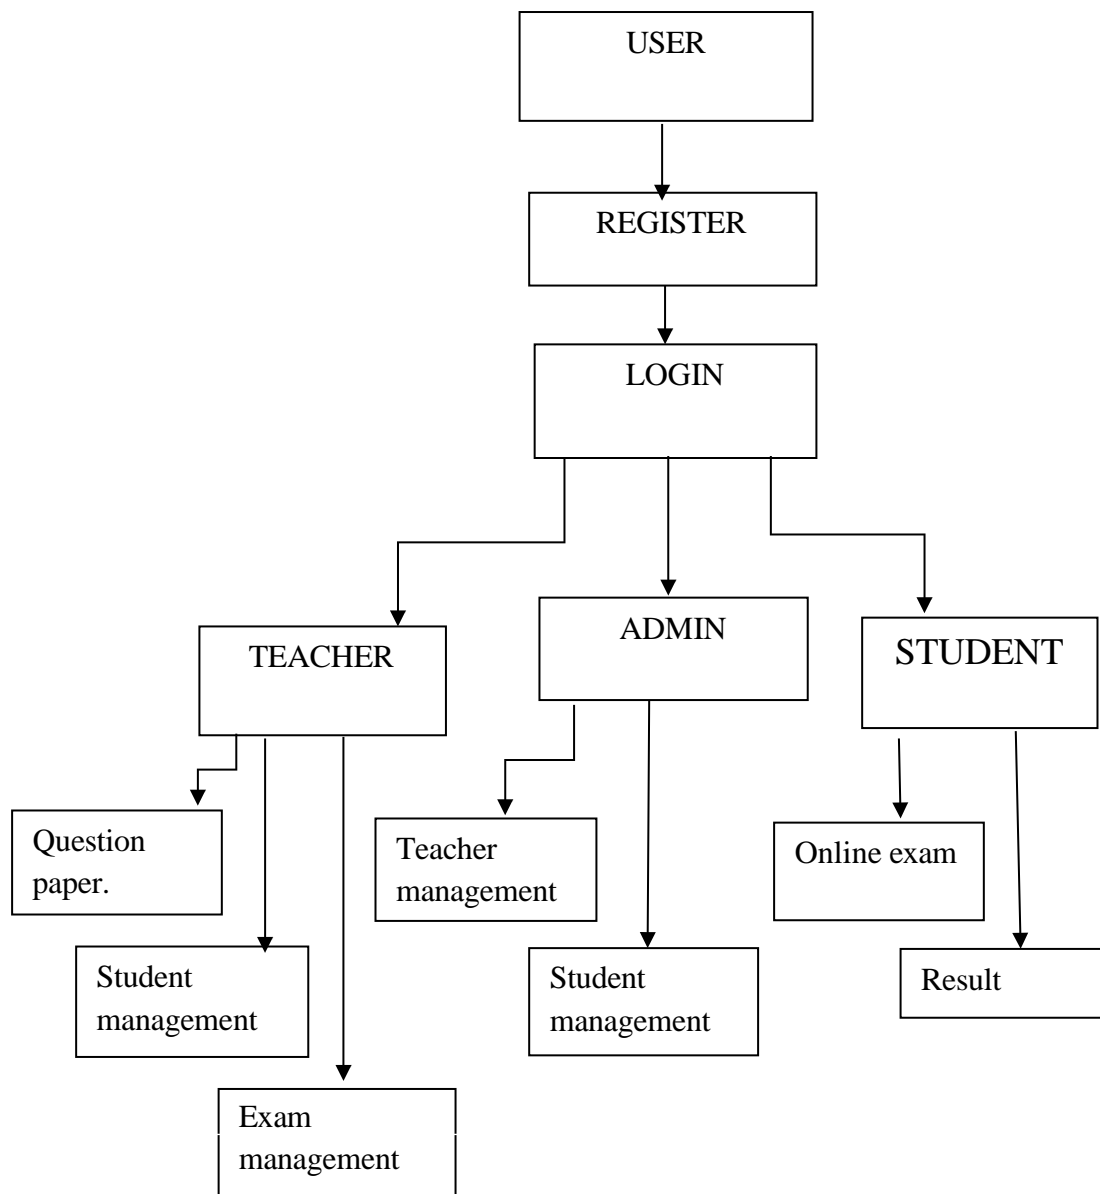 USER
REGISTER
LOGIN
TEACHER
ADMIN
STUDENT
Question
paper.
Teacher
management
Online exam
Student
management
Student
management
Result
Exam
management